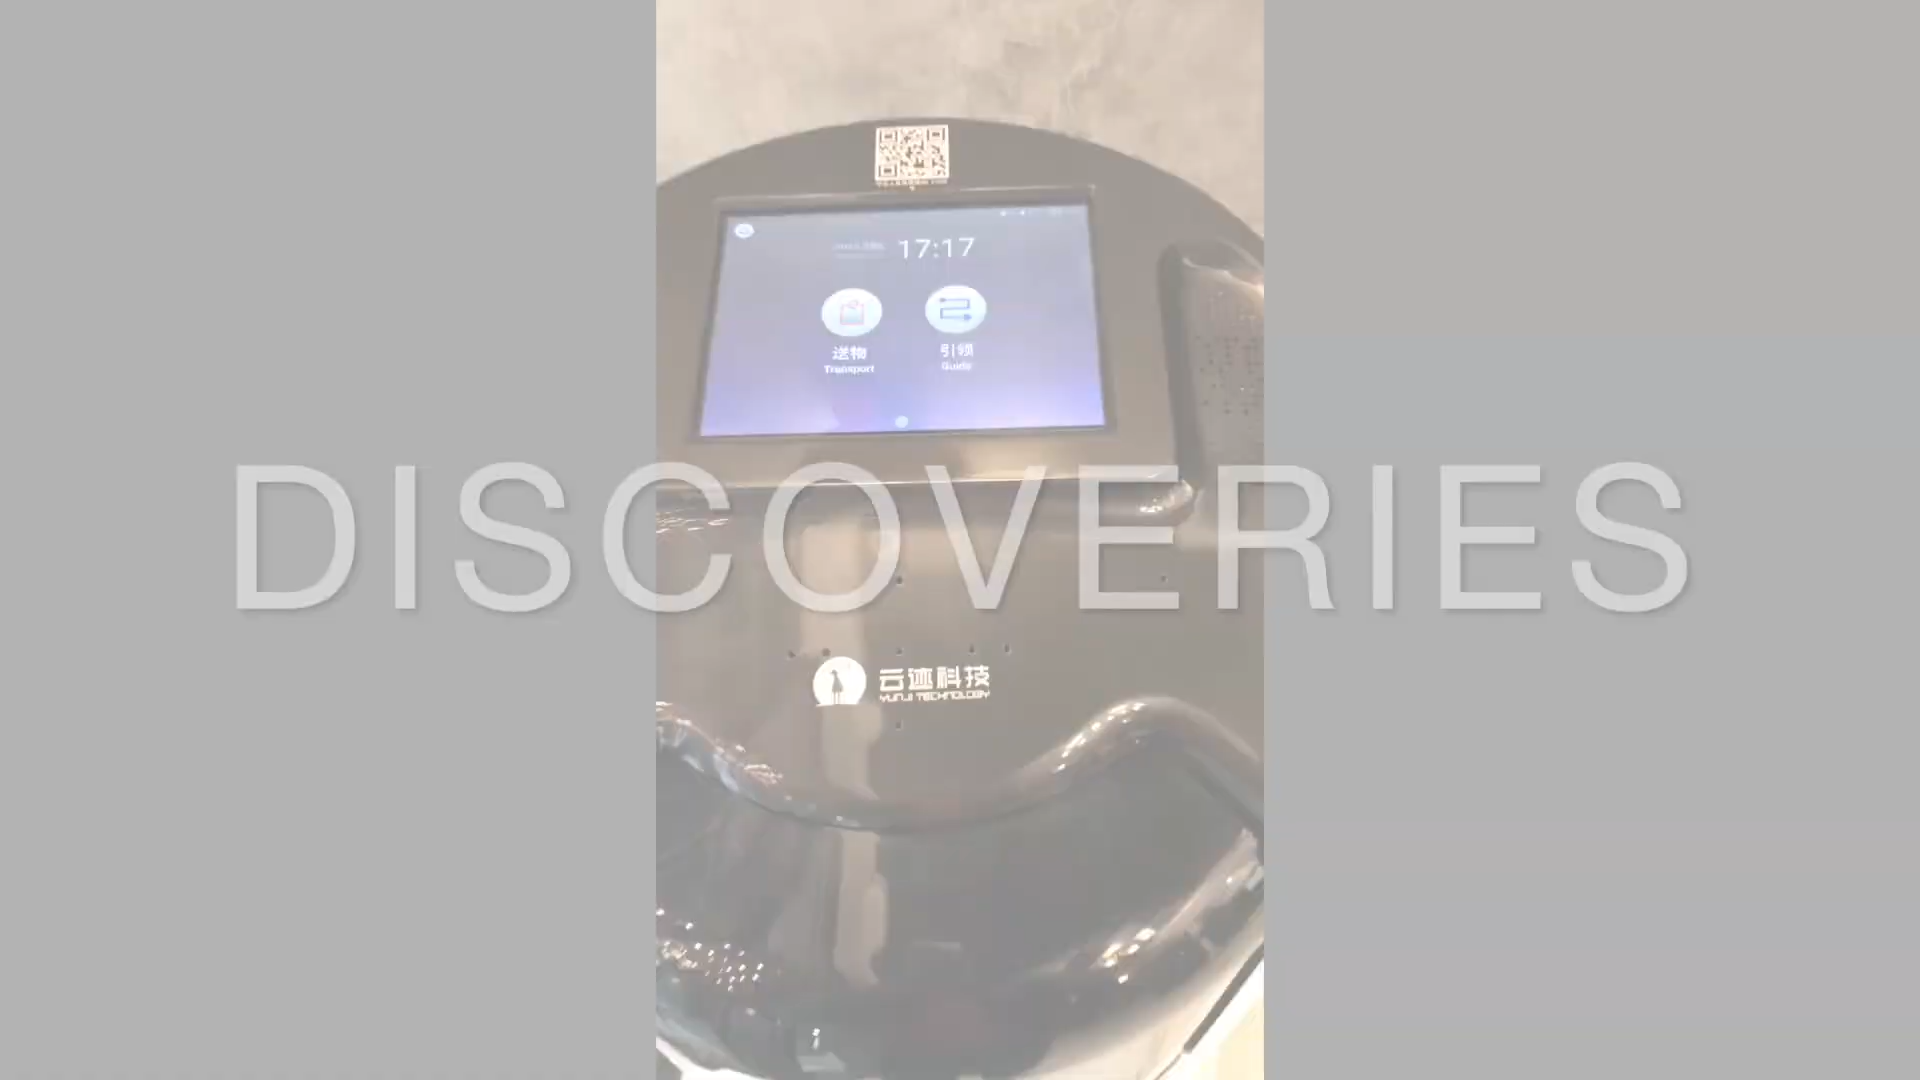 17:17
送物
Transport
引领
Guide
DISCOVERIES
云迹科技
YUNJI TECHNOLOGY